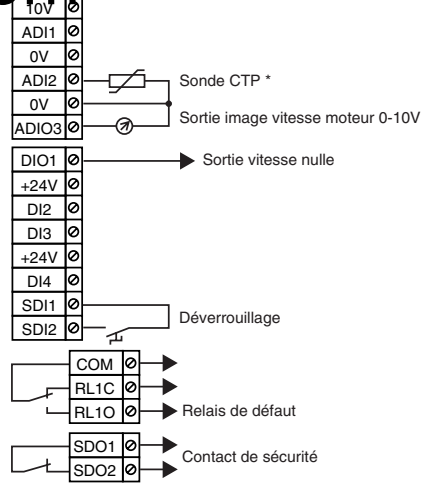 10V
ADI1
0V
ADI2
Sonde CTP *
0V
Sortie image vitesse moteur 0-10V
ADIO3
DIO1
Sortie vitesse nulle
+24V
DI2
DI3
+24V
DI4
SDI1
Déverrouillage
SDI2
COM
RL1C
RL1O
Relais de défaut
SDO1
Contact de sécurité
SDO2